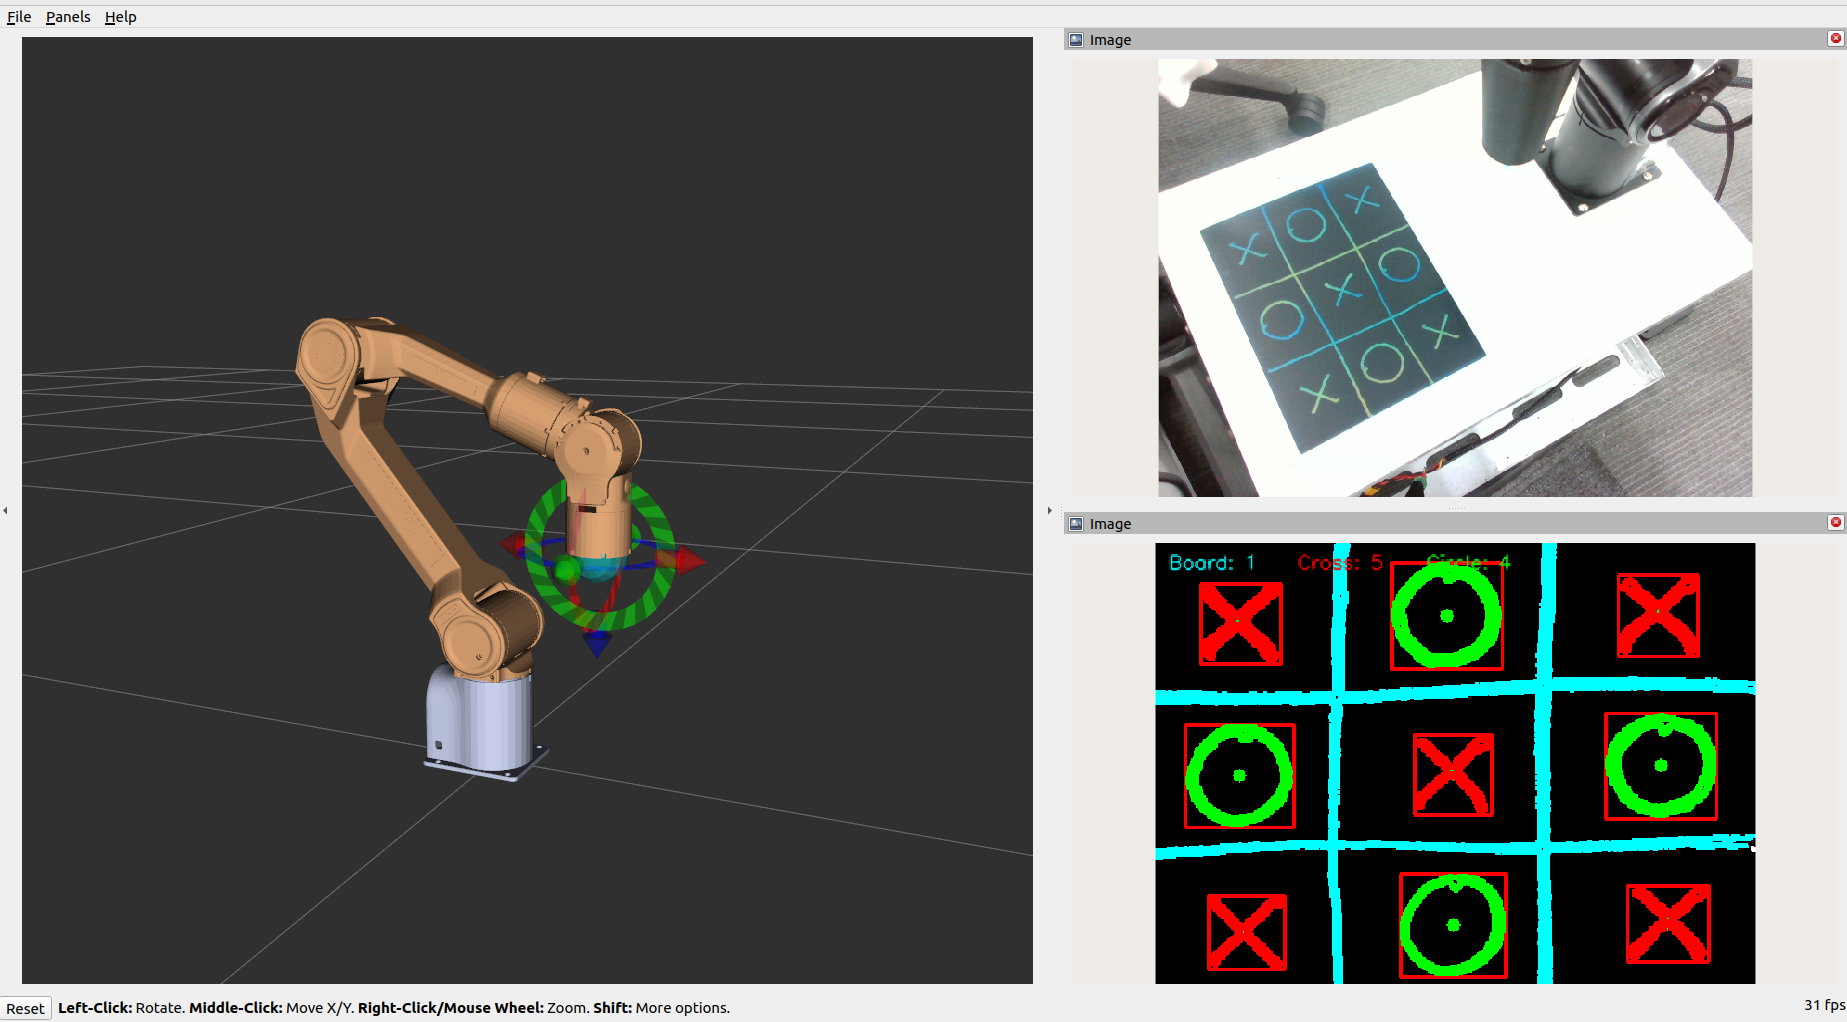 File Panels Help
Image
X O X
O X O
X O X
Image
Board: 1 Cross: 5 Circle: 4
Reset Left-Click: Rotate. Middle-Click: Move X/Y. Right-Click/Mouse Wheel: Zoom. Shift: More options.
31 fps